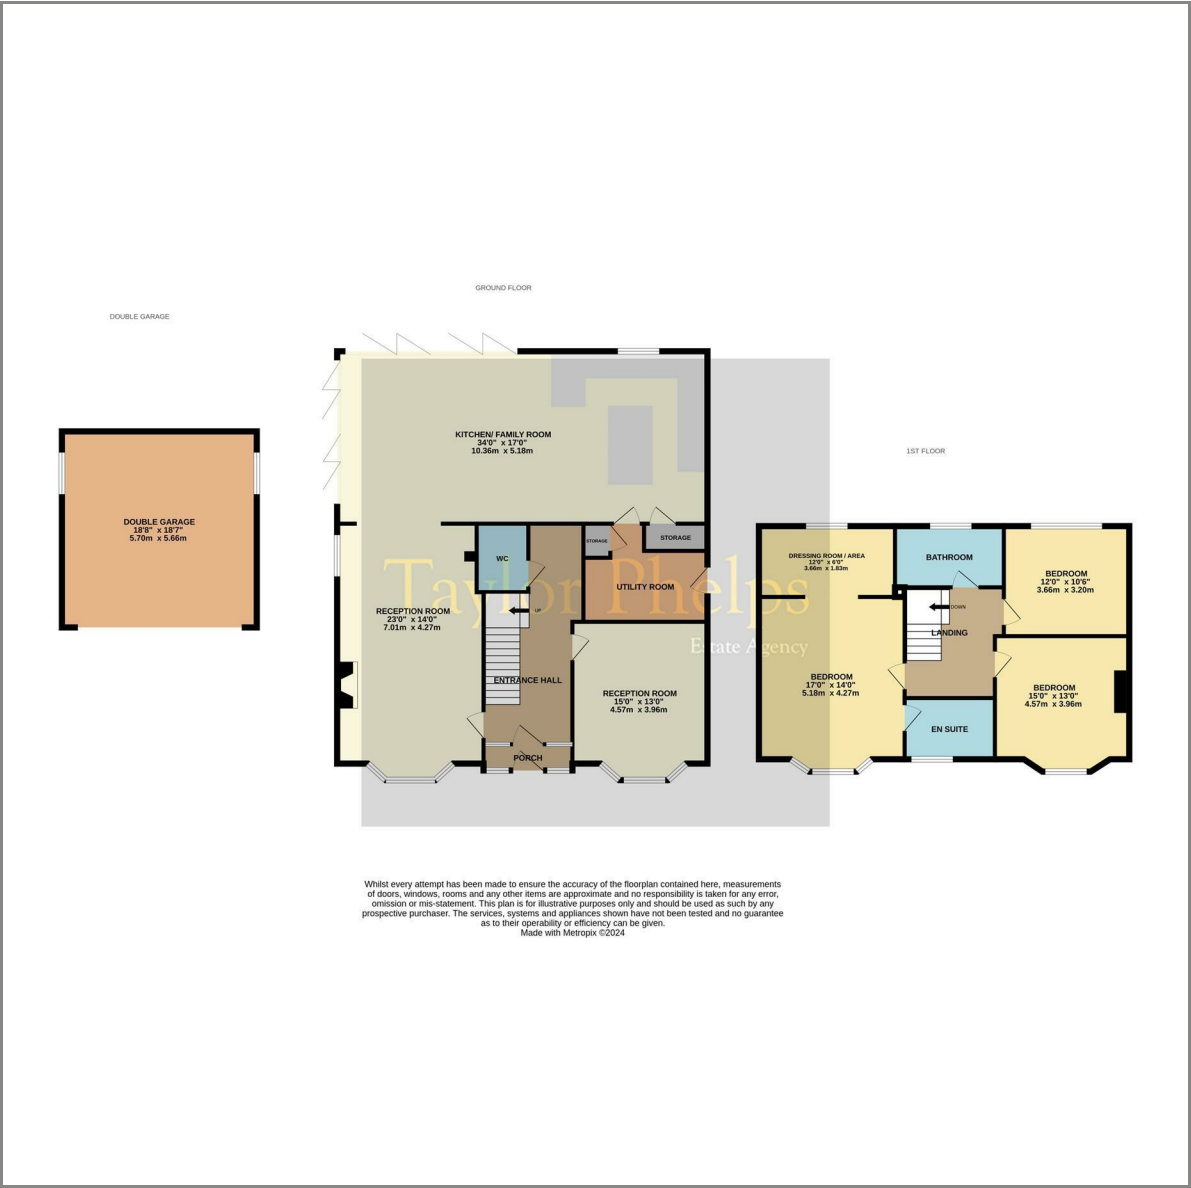 GROUND FLOOR
DOUBLE GARAGE
KITCHEN/ FAMILY ROOM
34'0" x 17'0"
10.36m x 5.18m
1ST FLOOR
DOUBLE GARAGE
18'8" x 18'7"
5.70m x 5.66m
STORAGE
STORAGE
WC
UTILITY ROOM
Taylor Phelps
Estate Agency
RECEPTION ROOM
23'0" x 14'0"
7.01m x 4.27m
UP
ENTRANCE HALL
RECEPTION ROOM
15'0" x 13'0"
4.57m x 3.96m
PORCH
DRESSING ROOM / AREA
12'0" x 6'0"
3.66m x 1.83m
BATHROOM
BEDROOM
12'0" x 10'6"
3.66m x 3.20m
DOWN
LANDING
BEDROOM
17'0" x 14'0"
5.18m x 4.27m
BEDROOM
15'0" x 13'0"
4.57m x 3.96m
EN SUITE
Whilst every attempt has been made to ensure the accuracy of the floorplan contained here, measurements
of doors, windows, rooms and any other items are approximate and no responsibility is taken for any error,
omission or mis-statement. This plan is for illustrative purposes only and should be used as such by any
prospective purchaser. The services, systems and appliances shown have not been tested and no guarantee
as to their operability or efficiency can be given.
Made with Metropix ©2024